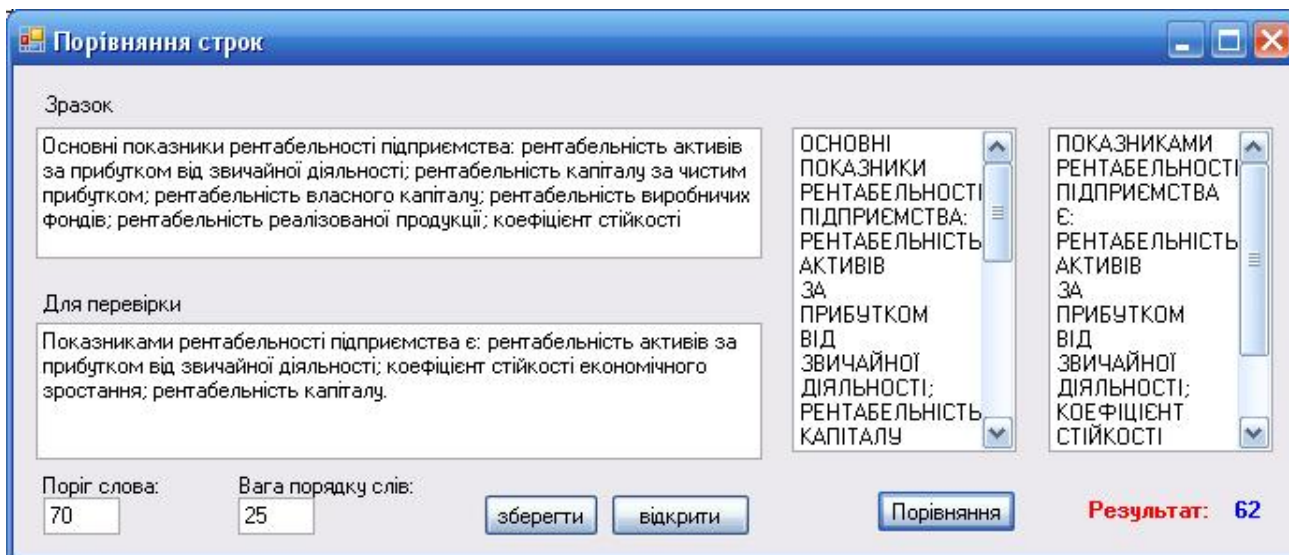 Порівняння строк
Зразок
Основні показники рентабельності підприємства: рентабельність активів
за прибутком від звичайної діяльності; рентабельність капіталу за чистим
прибутком; рентабельність власного капіталу; рентабельність виробничих
фондів; рентабельність реалізованої продукції; коефіцієнт стійкості
Для перевірки
Показниками рентабельності підприємства є: рентабельність активів за
прибутком від звичайної діяльності; коефіцієнт стійкості економічного
зростання; рентабельність капіталу.
ОСНОВНІ
ПОКАЗНИКИ
РЕНТАБЕЛЬНОСТІ
ПІДПРИЄМСТВА:
РЕНТАБЕЛЬНІСТЬ
АКТИВІВ
ЗА
ПРИБУТКОМ
ВІД
ЗВИЧАЙНОЇ
ДІЯЛЬНОСТІ;
РЕНТАБЕЛЬНІСТЬ
КАПІТАЛУ
ПОКАЗНИКАМИ
РЕНТАБЕЛЬНОСТІ
ПІДПРИЄМСТВА
Є:
РЕНТАБЕЛЬНІСТЬ
АКТИВІВ
ЗА
ПРИБУТКОМ
ВІД
ЗВИЧАЙНОЇ
ДІЯЛЬНОСТІ;
КОЕФІЦІЄНТ
СТІЙКОСТІ
Поріг слова:
70
Вага порядку слів:
25
зберегти
відкрити
Порівняння
Результат: 62